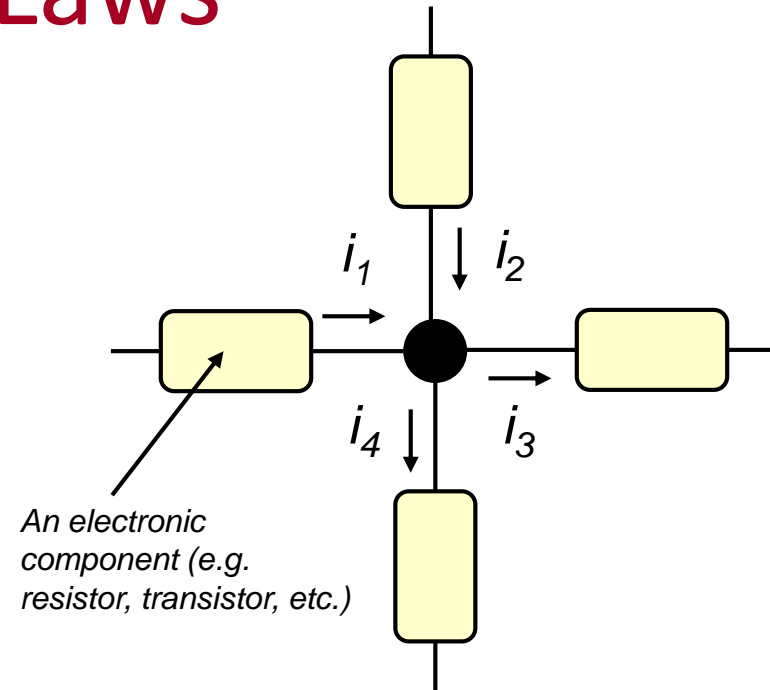 Laws
i₁
i₂
i₄
i₃
An electronic
component (e.g.
resistor, transistor, etc.)